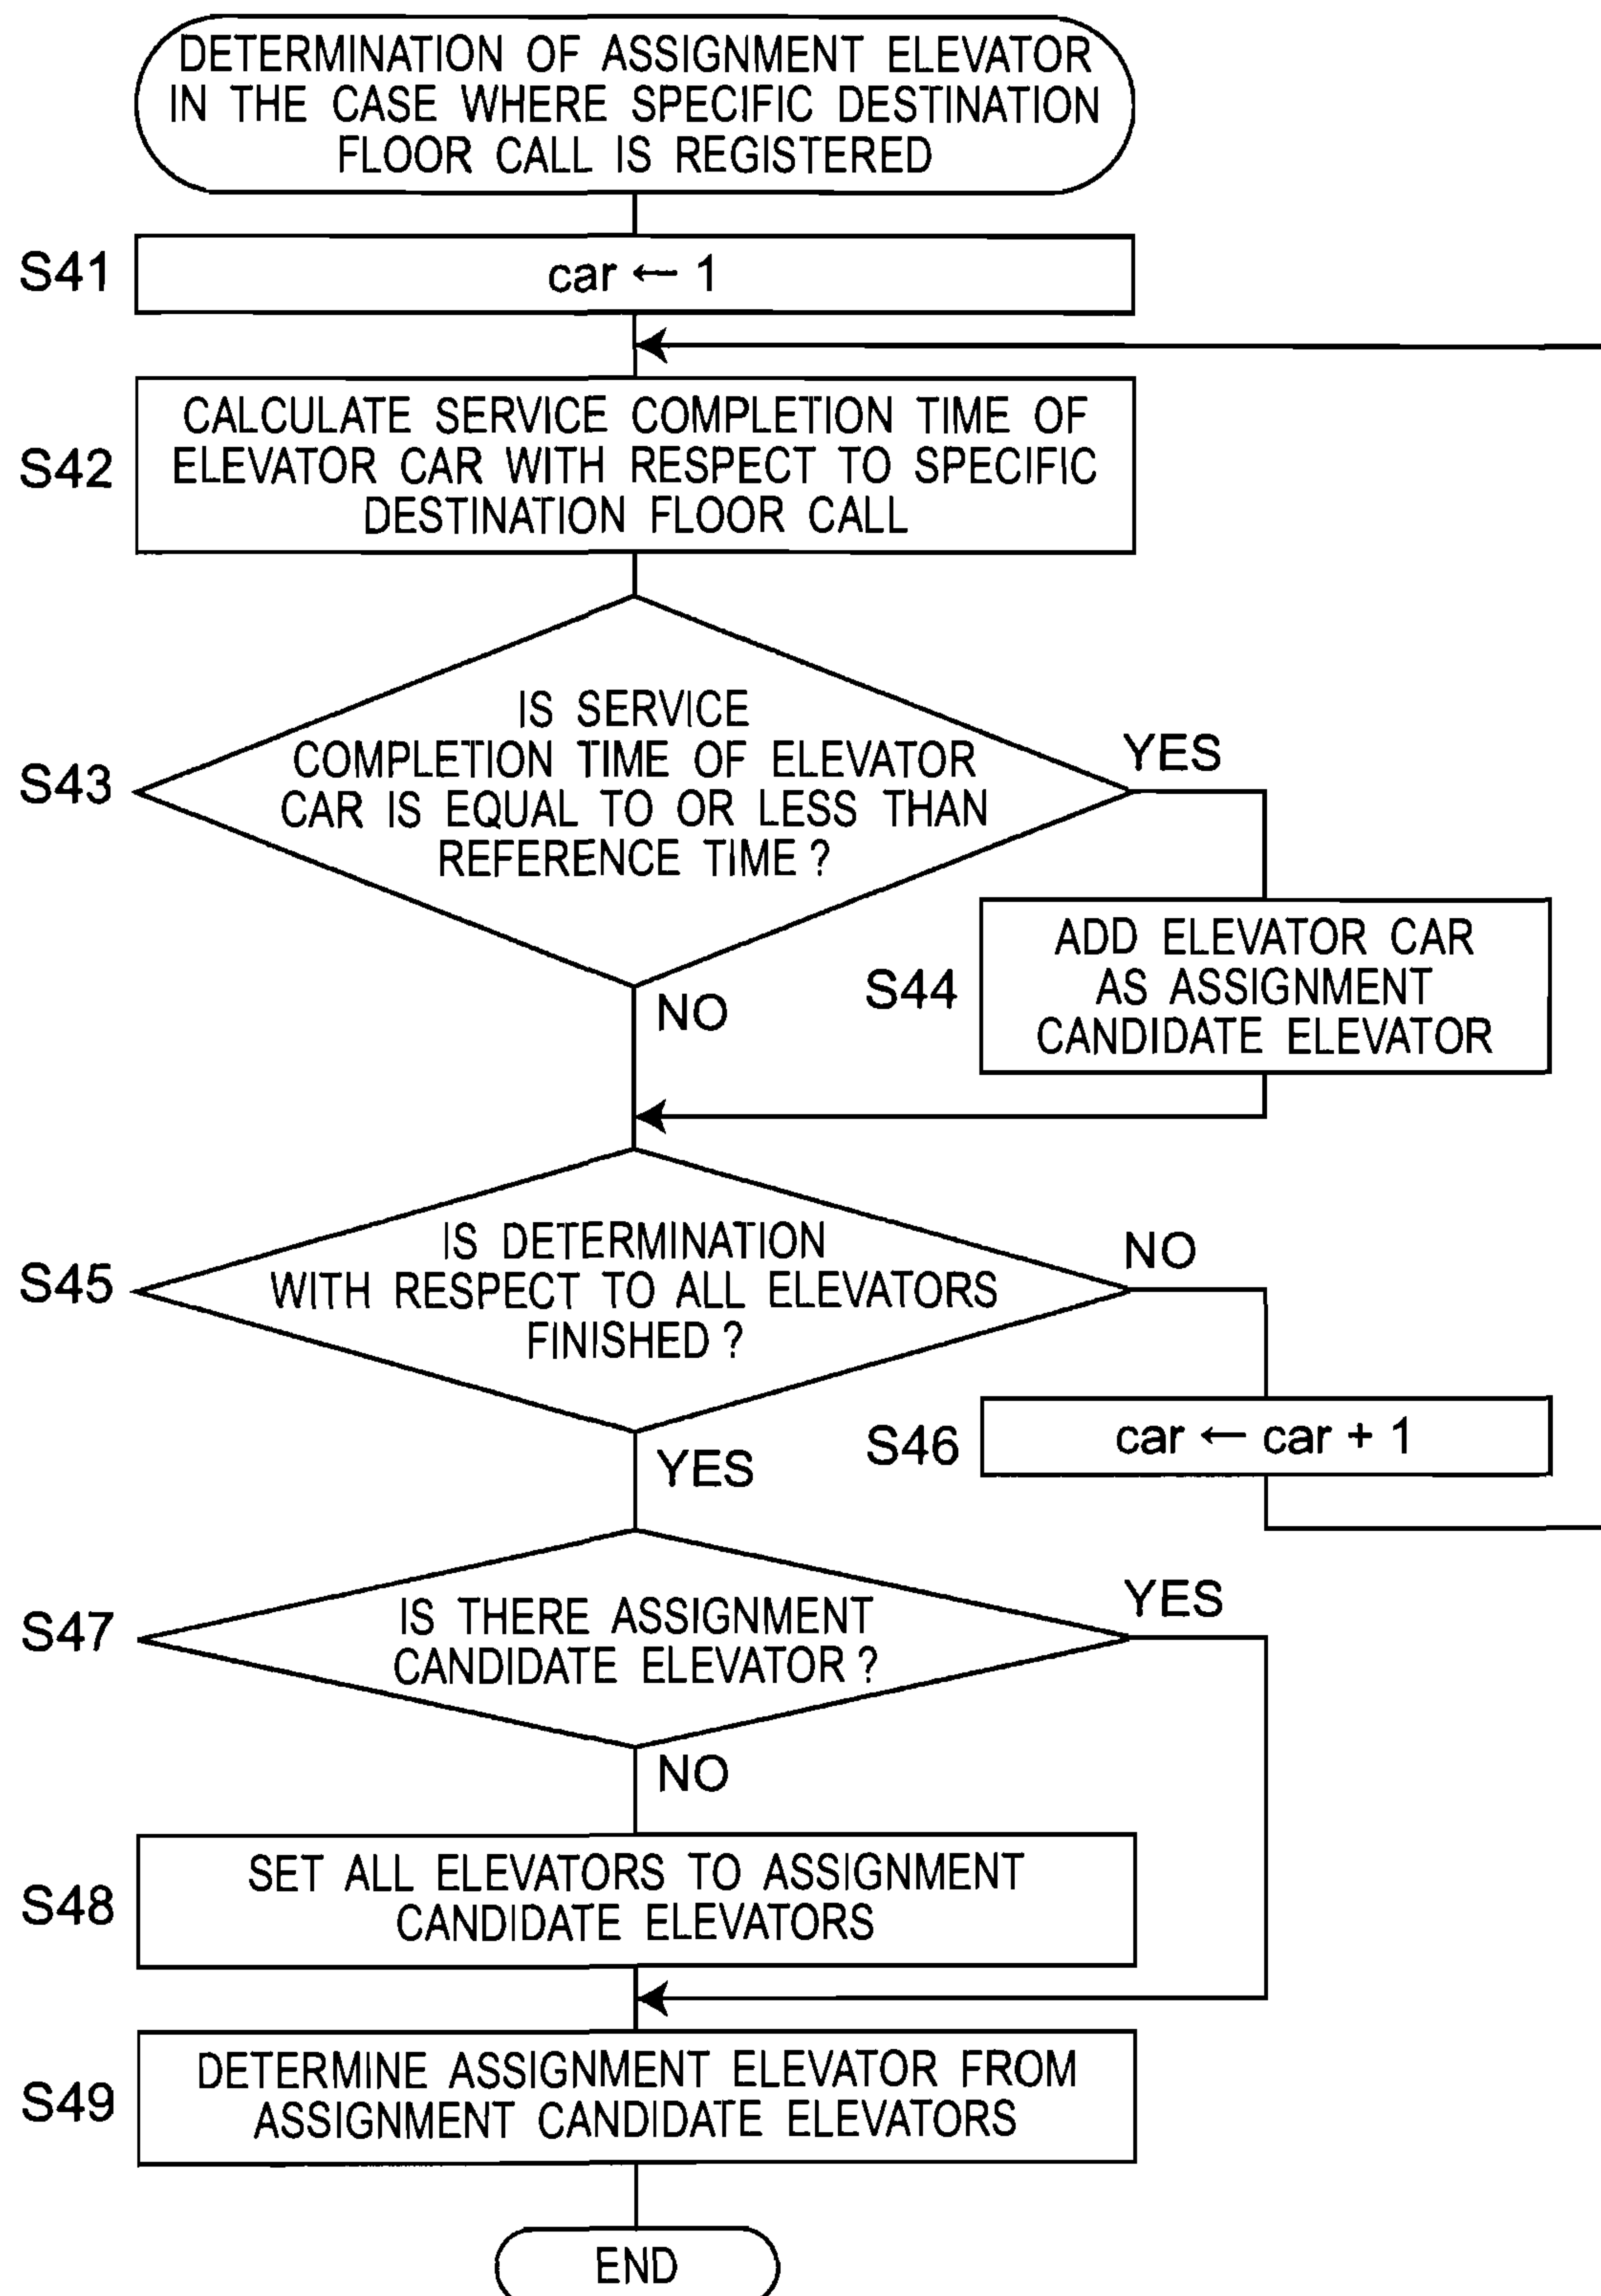 DETERMINATION OF ASSIGNMENT ELEVATOR
IN THE CASE WHERE SPECIFIC DESTINATION
FLOOR CALL IS REGISTERED
S41
car ← 1
S42
CALCULATE SERVICE COMPLETION TIME OF
ELEVATOR CAR WITH RESPECT TO SPECIFIC
DESTINATION FLOOR CALL
S43
IS SERVICE
COMPLETION TIME OF ELEVATOR
CAR IS EQUAL TO OR LESS THAN
REFERENCE TIME ?
YES
NO
S44
ADD ELEVATOR CAR
AS ASSIGNMENT
CANDIDATE ELEVATOR
S45
IS DETERMINATION
WITH RESPECT TO ALL ELEVATORS
FINISHED ?
NO
YES
S46
car ← car + 1
S47
IS THERE ASSIGNMENT
CANDIDATE ELEVATOR ?
YES
NO
S48
SET ALL ELEVATORS TO ASSIGNMENT
CANDIDATE ELEVATORS
S49
DETERMINE ASSIGNMENT ELEVATOR FROM
ASSIGNMENT CANDIDATE ELEVATORS
END